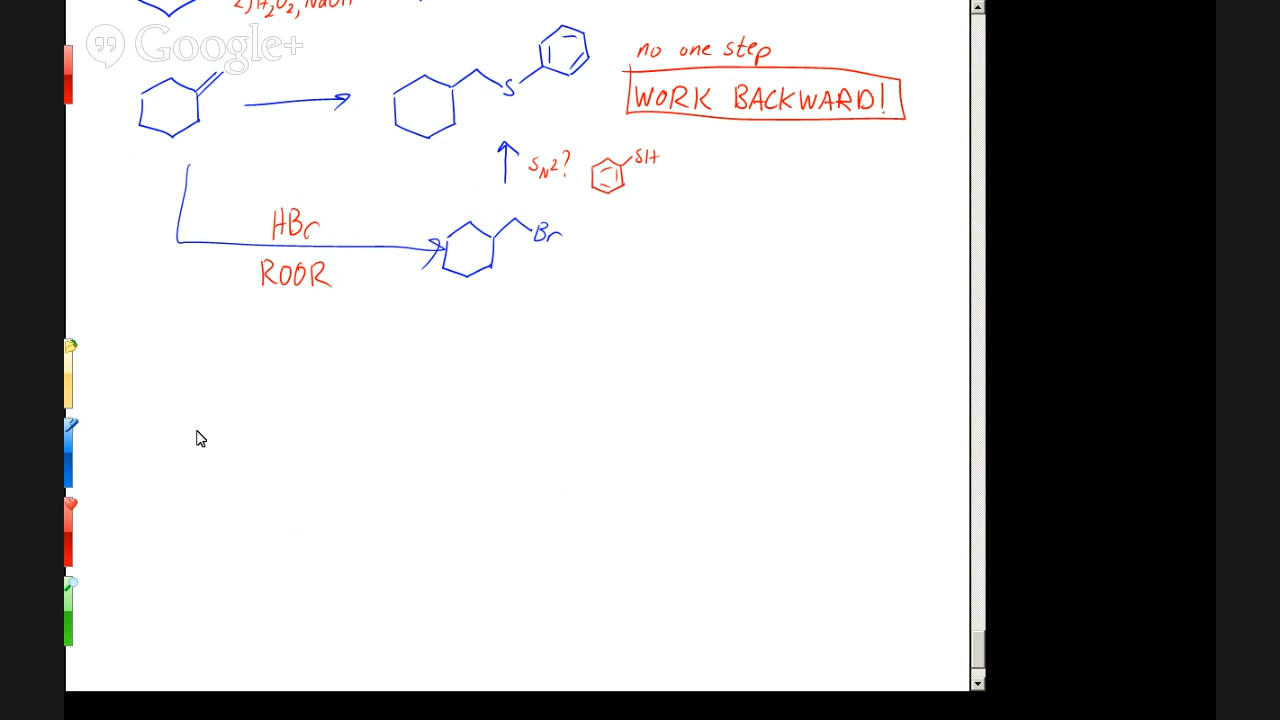 2) H2O2, NaOH
Google+
no one step
S
WORK BACKWARD!
SN2?
SH
HBr
Br
ROOR